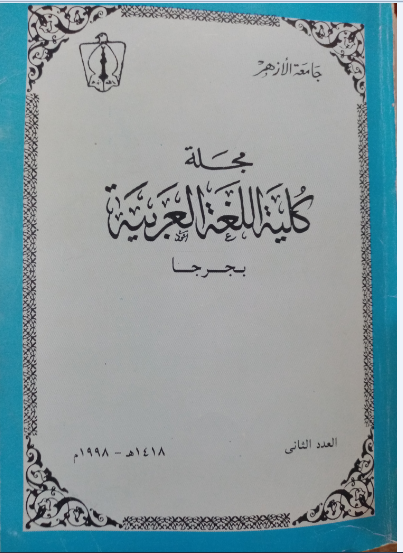 جامعة الأزهر
مجلة
كلية اللغة العربية
بجرجا
العدد الثانى
١٤١٨هـ - ١٩٩٨م